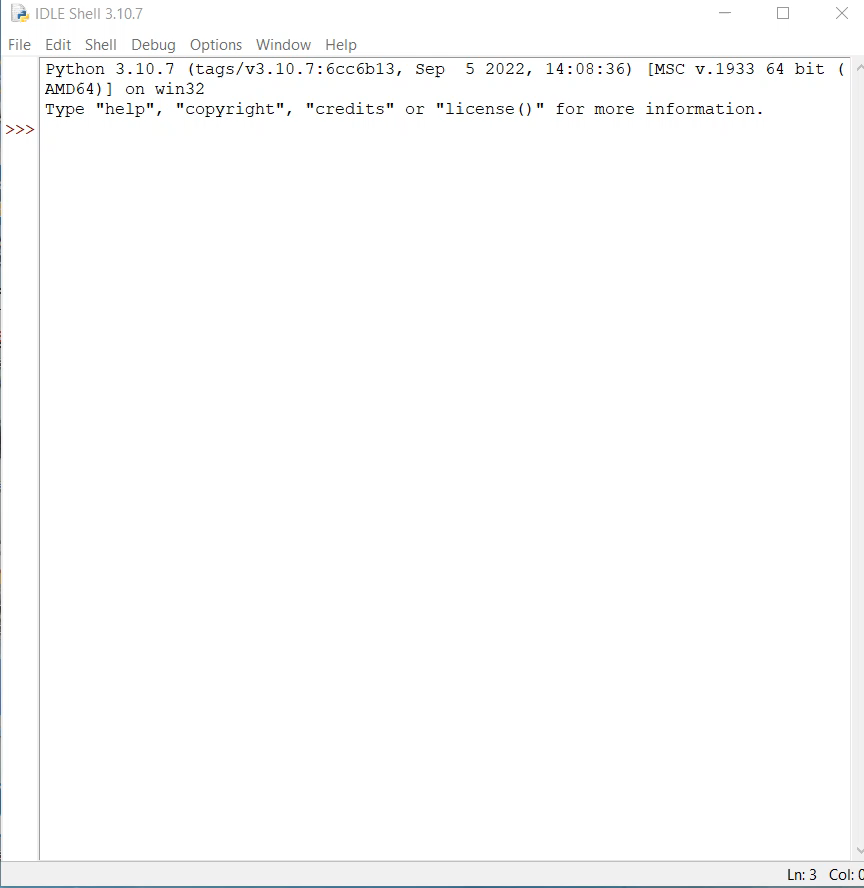 IDLE Shell 3.10.7
File Edit Shell Debug Options Window Help
Python 3.10.7 (tags/v3.10.7:6cc6b13, Sep  5 2022, 14:08:36) [MSC v.1933 64 bit (
AMD64)] on win32
Type "help", "copyright", "credits" or "license()" for more information.
>>>
Ln: 3 Col: 0